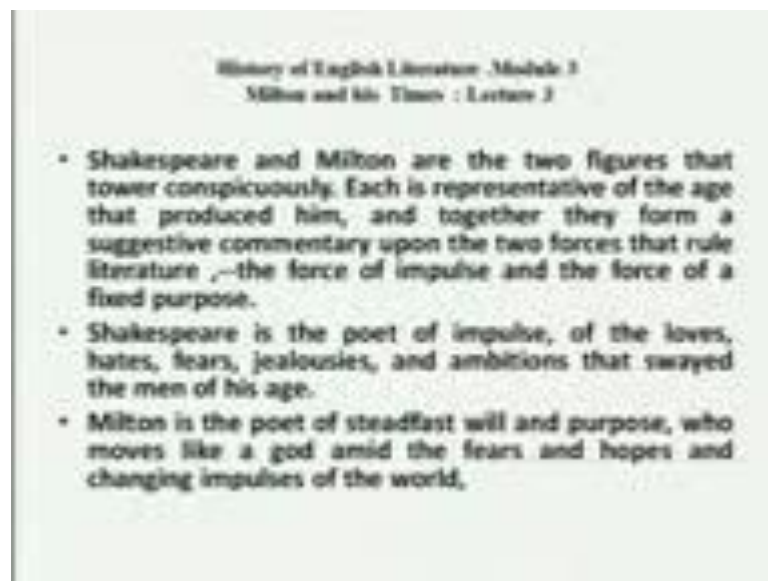 History of English Literature .Module 3
Milton and his Times : Lecture 3
• Shakespeare and Milton are the two figures that
tower conspicuously. Each is representative of the age
that produced him, and together they form a
suggestive commentary upon the two forces that rule
literature ,--the force of impulse and the force of a
fixed purpose.
• Shakespeare is the poet of impulse, of the loves,
hates, fears, jealousies, and ambitions that swayed
the men of his age.
• Milton is the poet of steadfast will and purpose, who
moves like a god amid the fears and hopes and
changing impulses of the world,